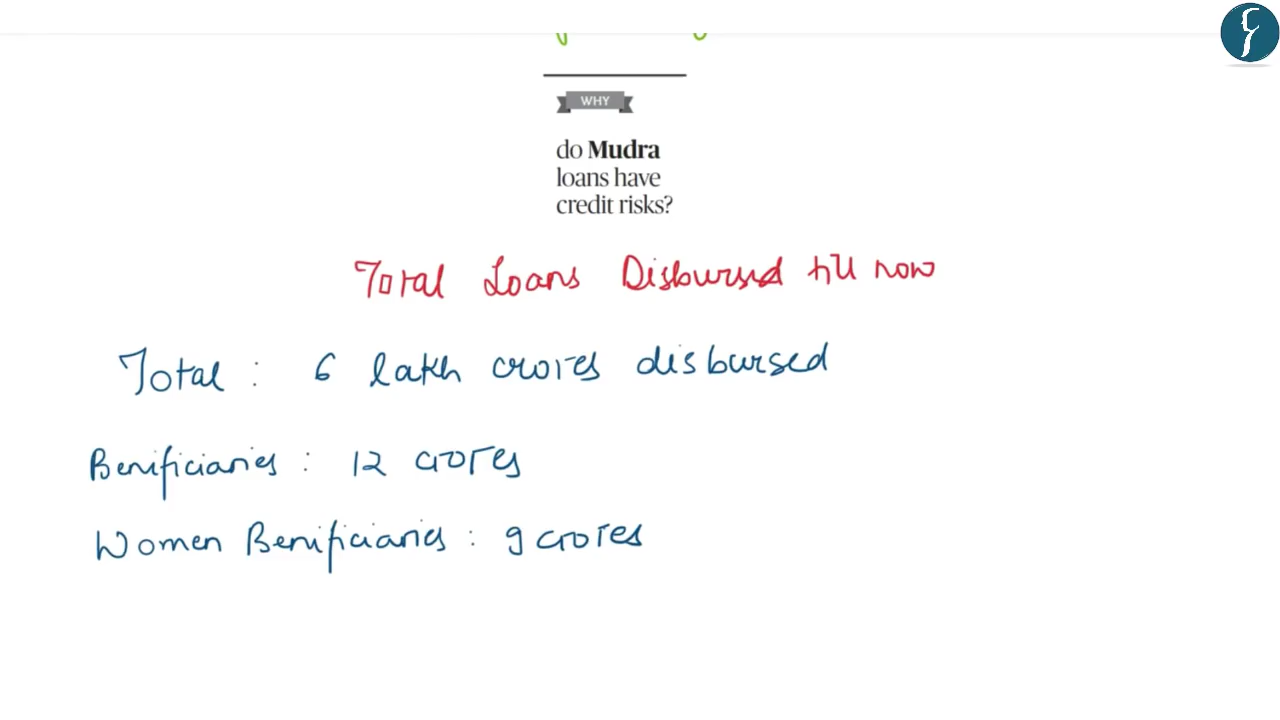 WHY
do Mudra
loans have
credit risks?
Total Loans Disbursed till now
Total : 6 lakh crores disbursed
Benificiaries : 12 crores
Women Benificiaries : 9 crores